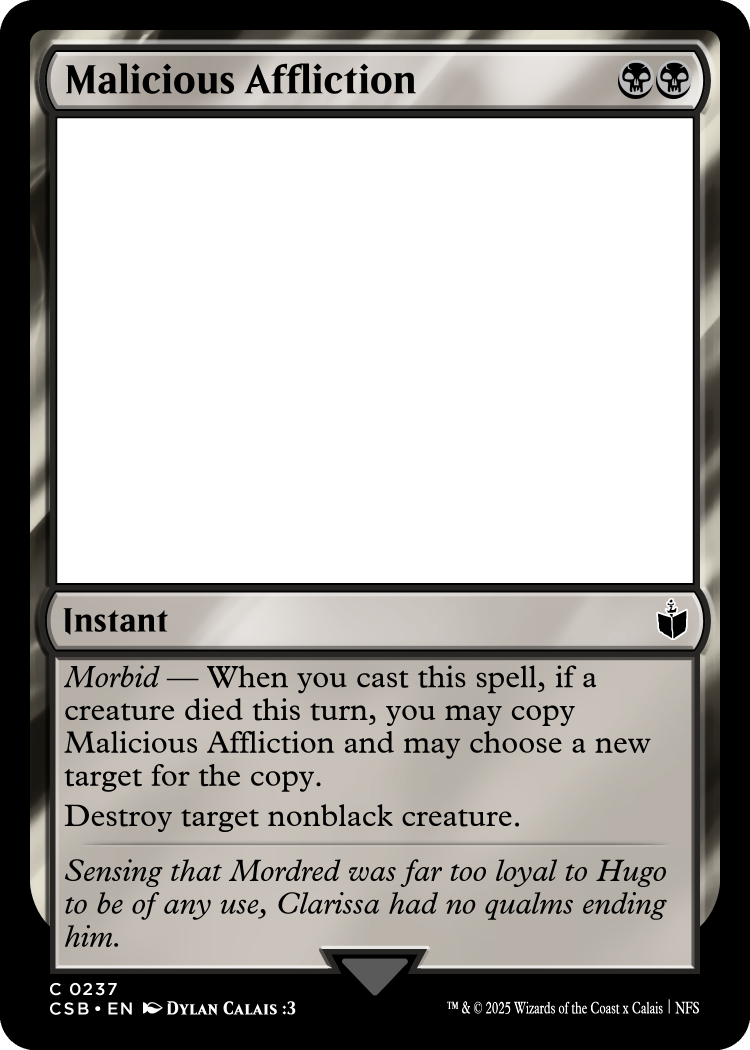 Malicious Affliction
Instant
Morbid — When you cast this spell, if a
creature died this turn, you may copy
Malicious Affliction and may choose a new
target for the copy.
Destroy target nonblack creature.
Sensing that Mordred was far too loyal to Hugo
to be of any use, Clarissa had no qualms ending
him.
C 0237
CSB • EN Dylan Calais :3
™ & © 2025 Wizards of the Coast x Calais | NFS